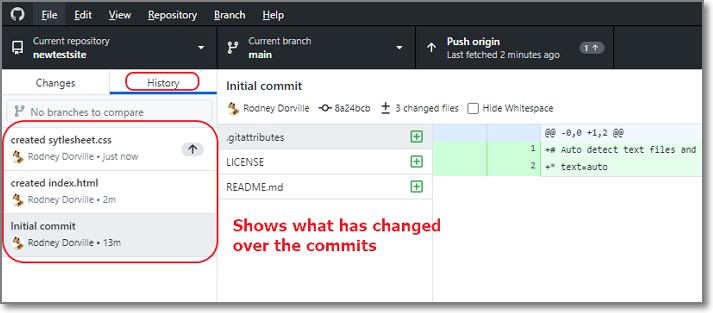 File Edit View Repository Branch Help
Current repository
newtestsite
Current branch
main
Push origin
Last fetched 2 minutes ago
1
Changes
History
No branches to compare
created sytlesheet.css
Rodney Dorville • just now
created index.html
Rodney Dorville • 2m
Initial commit
Rodney Dorville • 13m
Initial commit
Rodney Dorville 8a24bcb 3 changed files Hide Whitespace
.gitattributes
LICENSE
README.md
@@ -0,0 +1,2 @@
1 +# Auto detect text files and
2 +* text=auto
Shows what has changed
over the commits